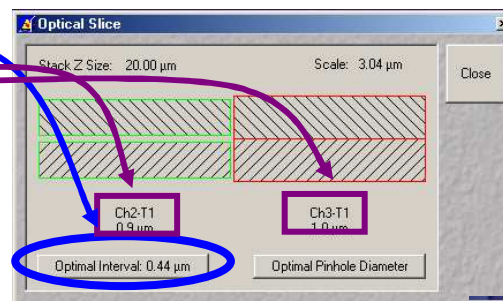 Optical Slice
Stack Z Size: 20.00 µm Scale: 3.04 µm
Close
Ch2-T1 Ch3-T1
0.9 µm 1.0 µm
Optimal Interval: 0.44 µm Optimal Pinhole Diameter